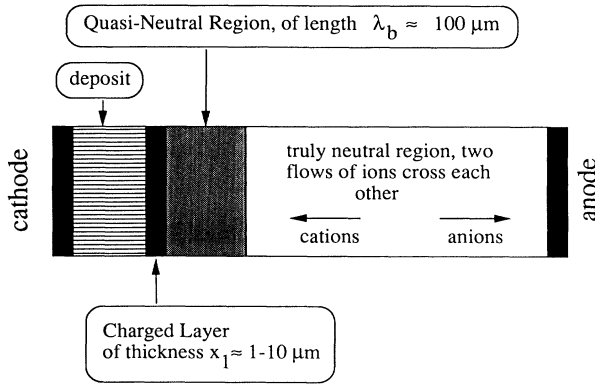 Quasi-Neutral Region, of length λb ≈ 100 μm
deposit
cathode
truly neutral region, two
flows of ions cross each
other
cations
anions
anode
Charged Layer
of thickness x1≈ 1-10 μm